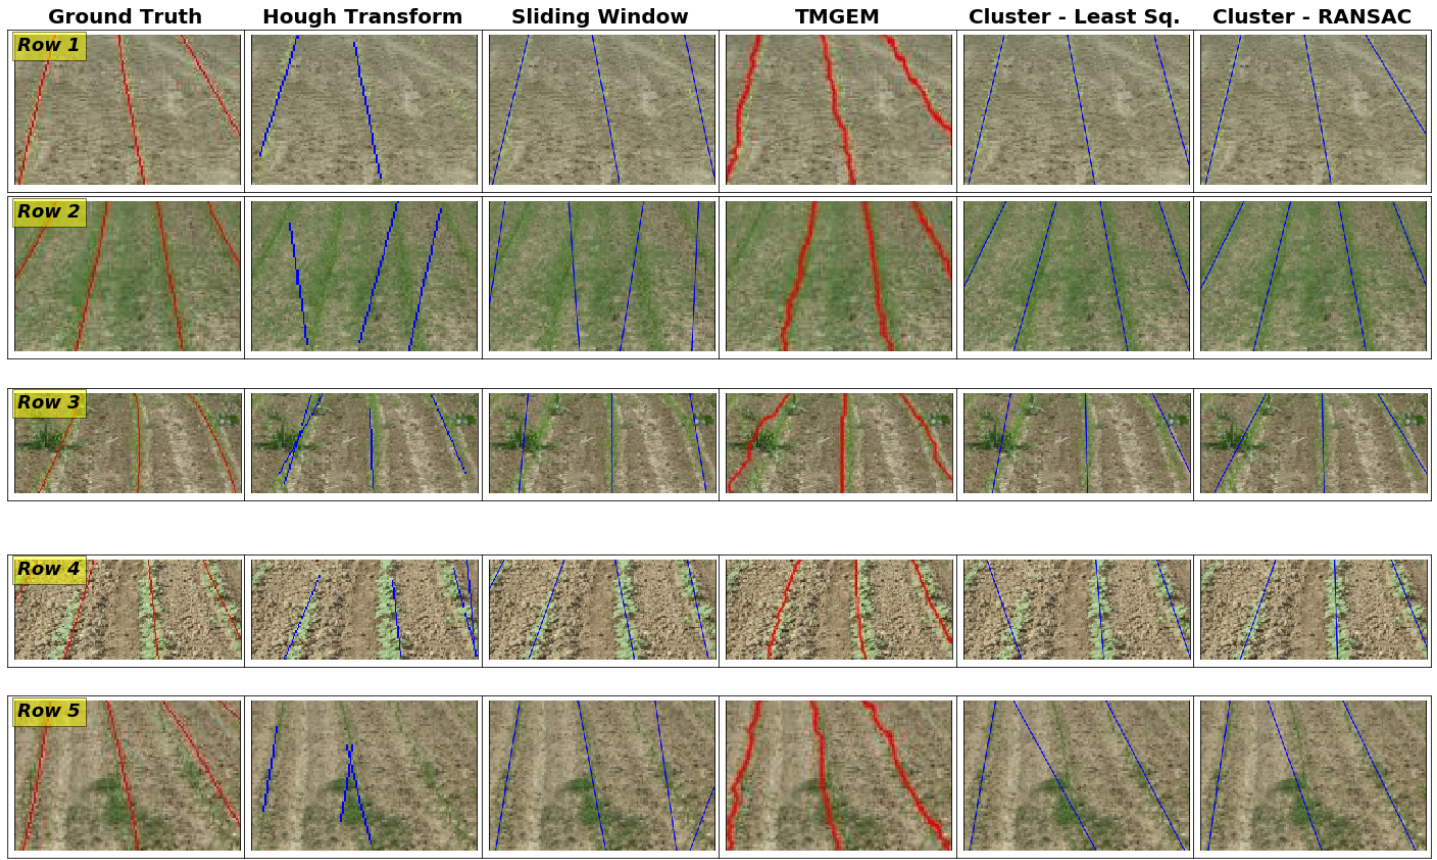 Ground Truth Hough Transform Sliding Window TMGEM Cluster - Least Sq. Cluster - RANSAC
Row 1
Row 2
Row 3
Row 4
Row 5